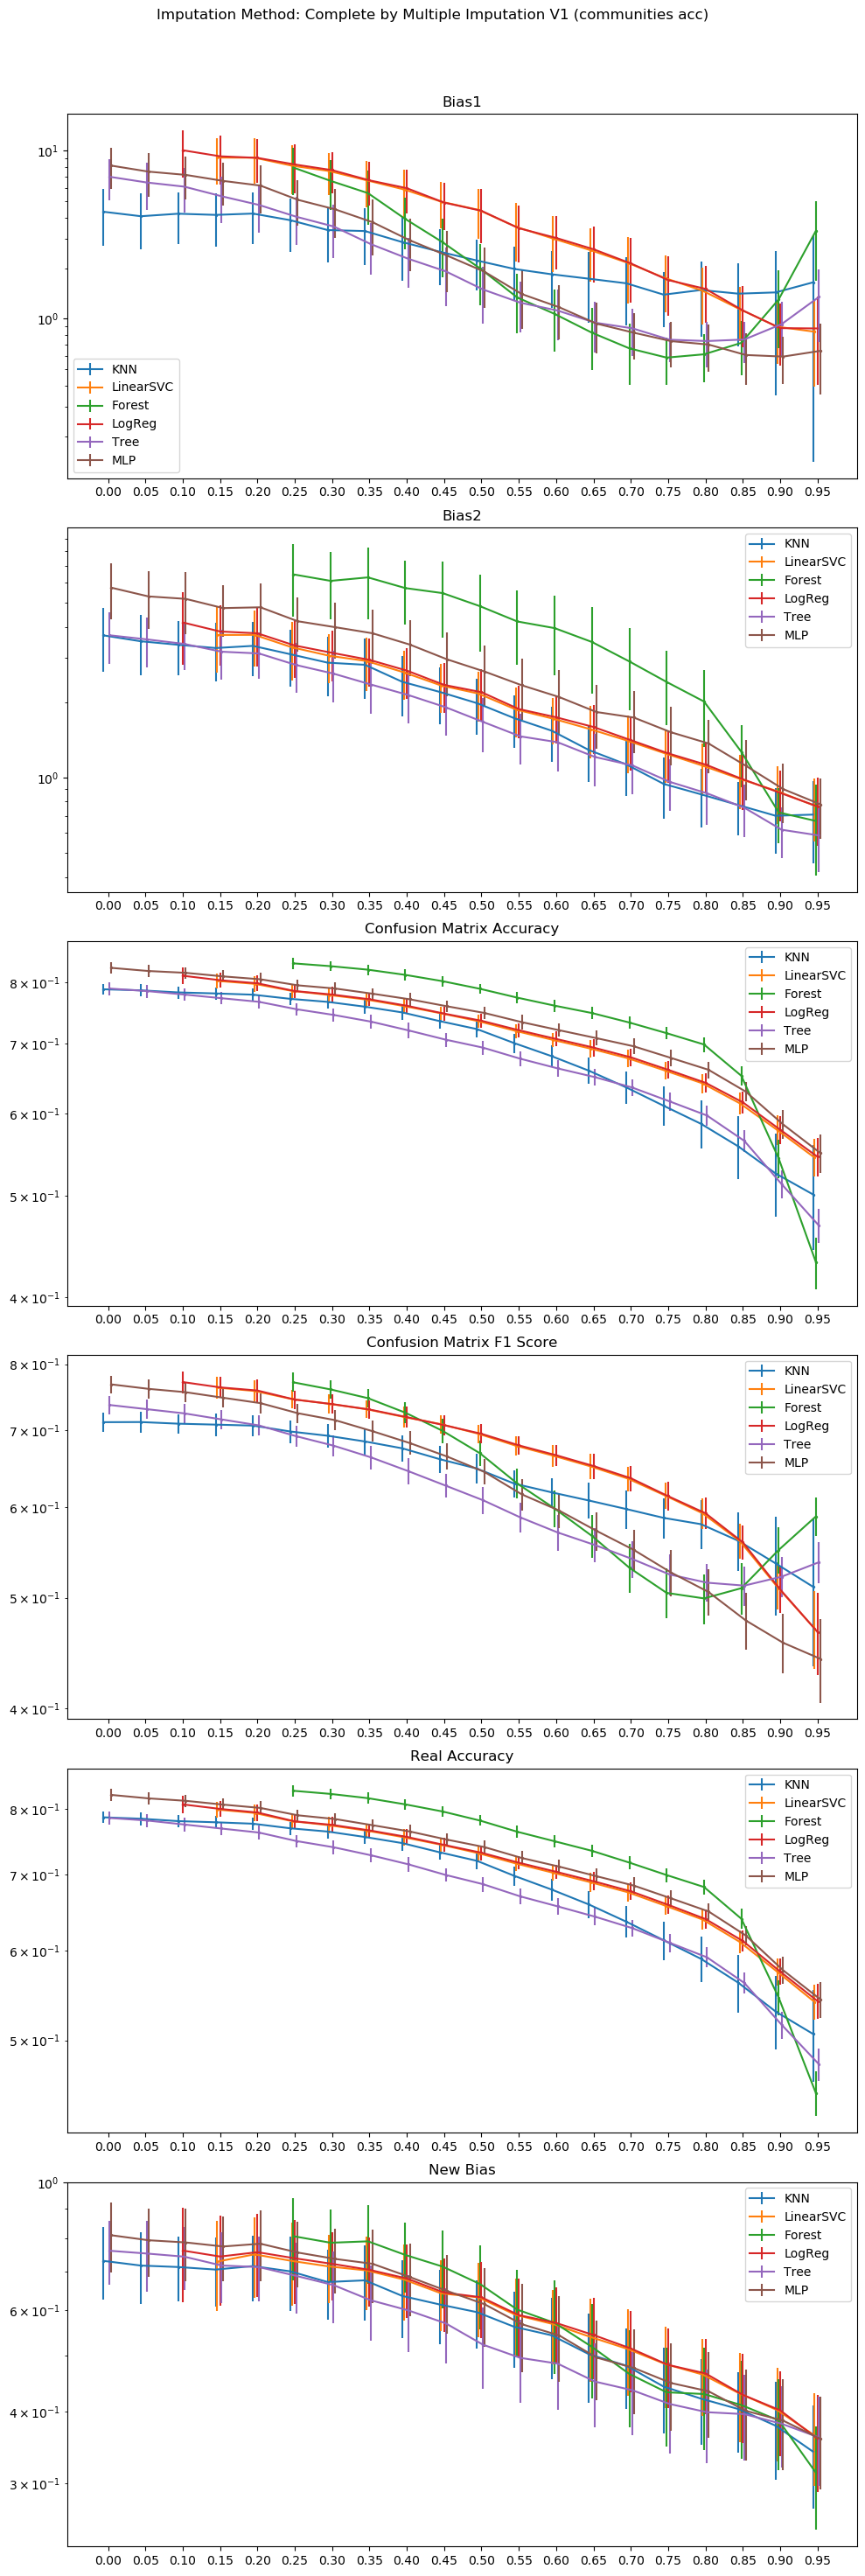 Imputation Method: Complete by Multiple Imputation V1 (communities acc)
Bias1
10¹
10⁰
KNN
LinearSVC
Forest
LogReg
Tree
MLP
0.00 0.05 0.10 0.15 0.20 0.25 0.30 0.35 0.40 0.45 0.50 0.55 0.60 0.65 0.70 0.75 0.80 0.85 0.90 0.95
Bias2
KNN
LinearSVC
Forest
LogReg
Tree
MLP
10⁰
0.00 0.05 0.10 0.15 0.20 0.25 0.30 0.35 0.40 0.45 0.50 0.55 0.60 0.65 0.70 0.75 0.80 0.85 0.90 0.95
Confusion Matrix Accuracy
KNN
LinearSVC
Forest
LogReg
Tree
MLP
8 × 10⁻¹
7 × 10⁻¹
6 × 10⁻¹
5 × 10⁻¹
4 × 10⁻¹
0.00 0.05 0.10 0.15 0.20 0.25 0.30 0.35 0.40 0.45 0.50 0.55 0.60 0.65 0.70 0.75 0.80 0.85 0.90 0.95
Confusion Matrix F1 Score
8 × 10⁻¹
KNN
LinearSVC
Forest
LogReg
Tree
MLP
7 × 10⁻¹
6 × 10⁻¹
5 × 10⁻¹
4 × 10⁻¹
0.00 0.05 0.10 0.15 0.20 0.25 0.30 0.35 0.40 0.45 0.50 0.55 0.60 0.65 0.70 0.75 0.80 0.85 0.90 0.95
Real Accuracy
KNN
LinearSVC
Forest
LogReg
Tree
MLP
8 × 10⁻¹
7 × 10⁻¹
6 × 10⁻¹
5 × 10⁻¹
0.00 0.05 0.10 0.15 0.20 0.25 0.30 0.35 0.40 0.45 0.50 0.55 0.60 0.65 0.70 0.75 0.80 0.85 0.90 0.95
New Bias
10⁰
KNN
LinearSVC
Forest
LogReg
Tree
MLP
6 × 10⁻¹
4 × 10⁻¹
3 × 10⁻¹
0.00 0.05 0.10 0.15 0.20 0.25 0.30 0.35 0.40 0.45 0.50 0.55 0.60 0.65 0.70 0.75 0.80 0.85 0.90 0.95